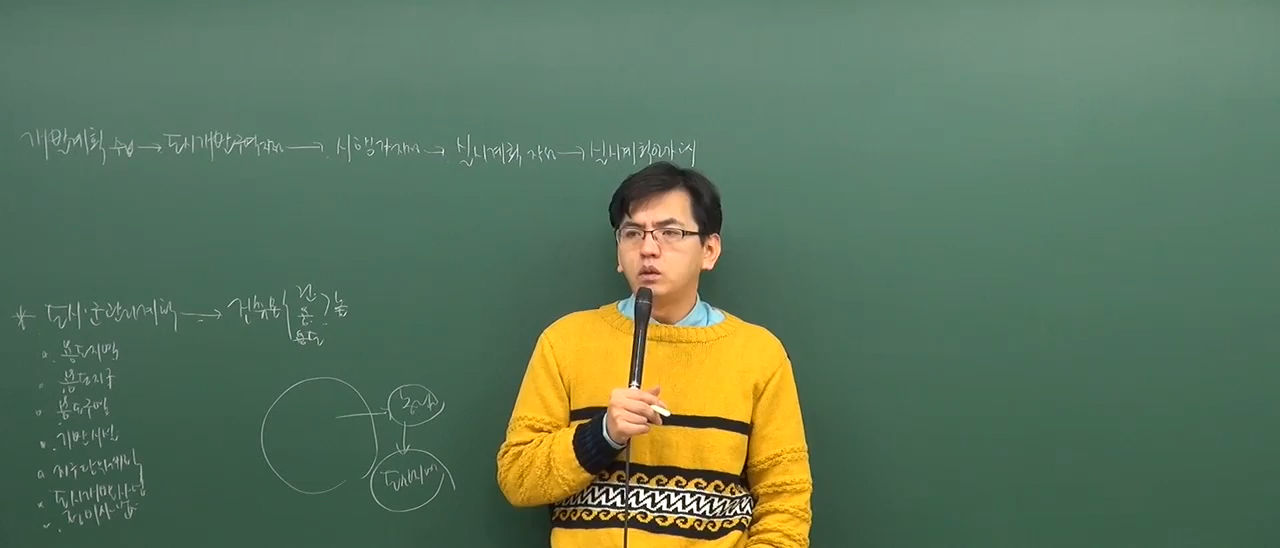 개발계획 수립 → 도시개발구역지정 → 시행자지정 → 실시계획 작성 → 실시계획인가고시
* 도시·군관리계획 → 건축물 { 건 용 용도 } 높
용도지역
용도지구
용도구역
기반시설
지구단위계획
도시개발사업
정비사업